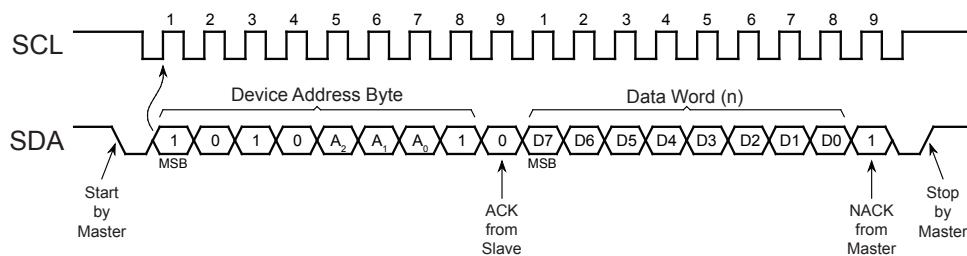 1 2 3 4 5 6 7 8 9 1 2 3 4 5 6 7 8 9
SCL
Device Address Byte
Data Word (n)
SDA
1 0 1 0 A2 A1 A0 1 0 D7 D6 D5 D4 D3 D2 D1 D0 1
MSB
MSB
Start
by
Master
ACK
from
Slave
NACK
from
Master
Stop
by
Master